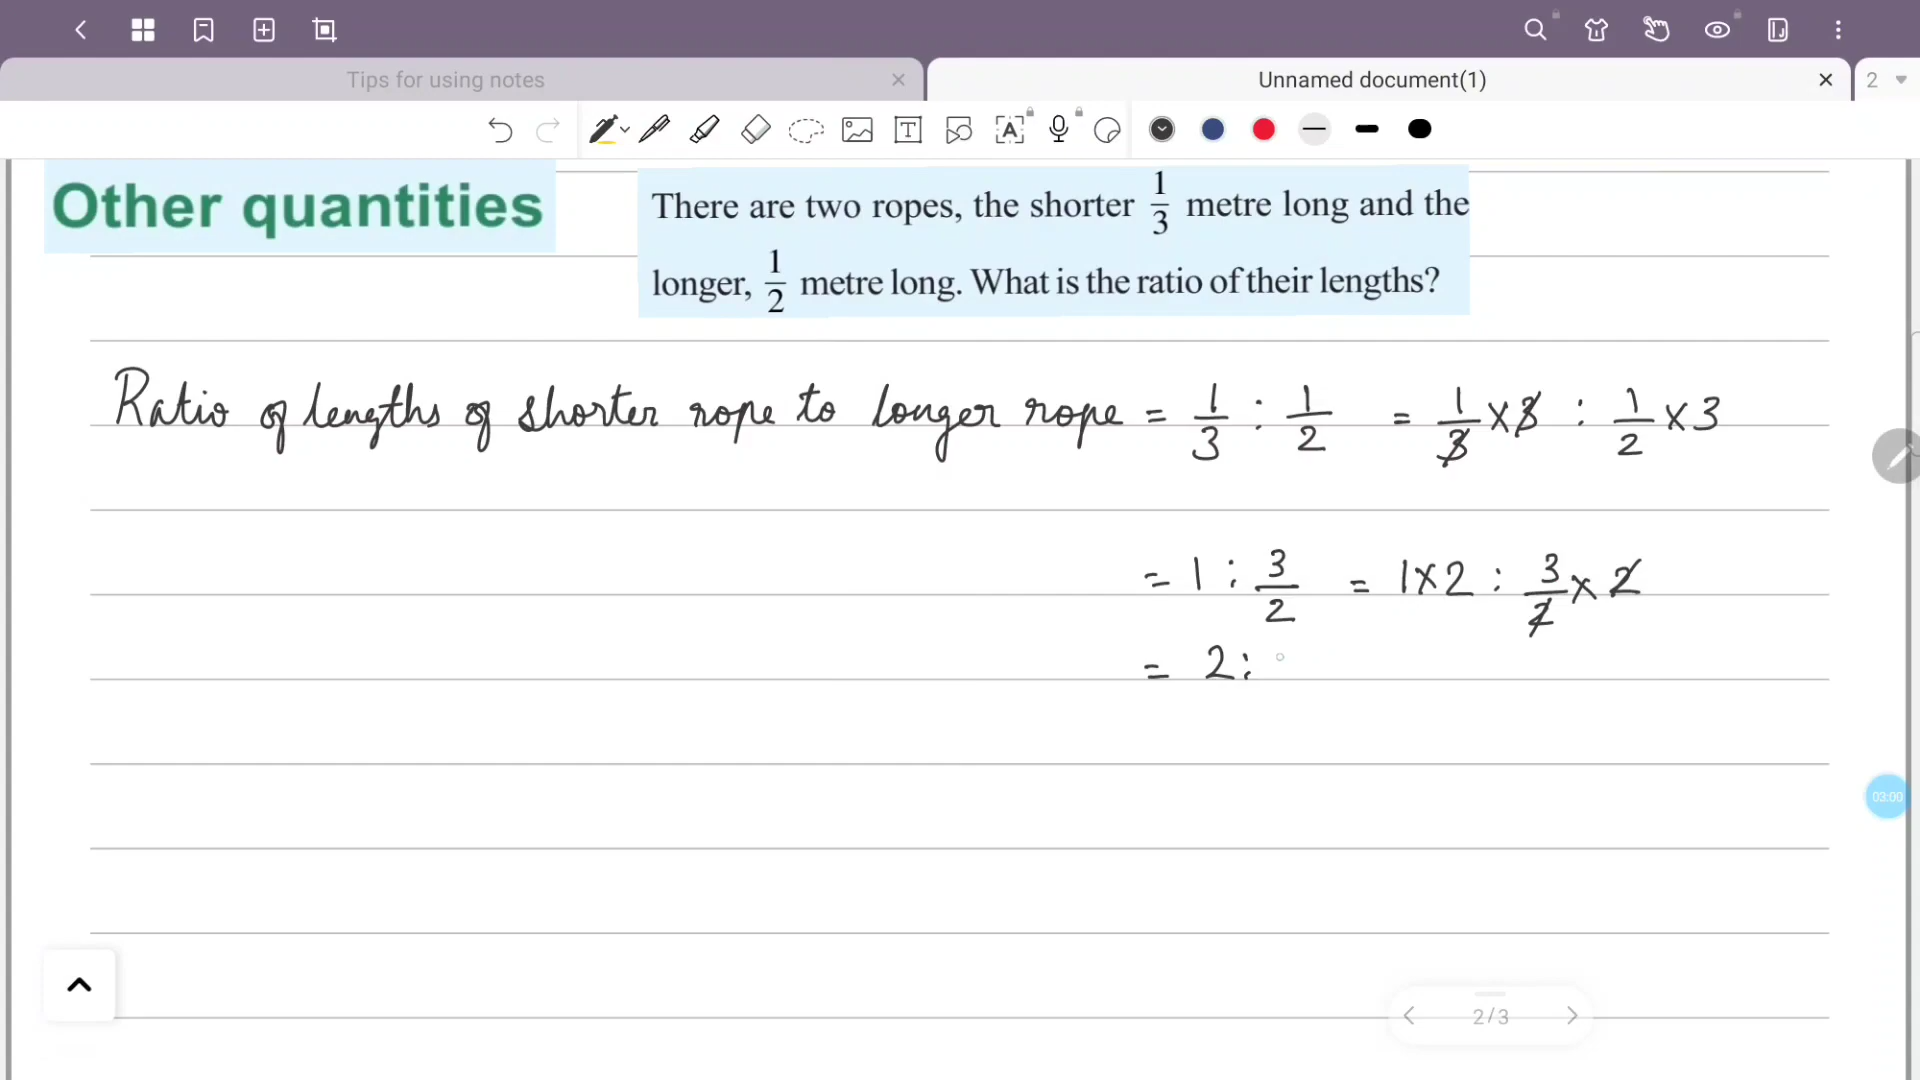 Tips for using notes
Unnamed document(1)
2
Other quantities
There are two ropes, the shorter 1/3 metre long and the
longer, 1/2 metre long. What is the ratio of their lengths?
Ratio of lengths of shorter rope to longer rope = 1/3 : 1/2 = 1/3 × 3 : 1/2 × 3
= 1 : 3/2 = 1×2 : 3/2 × 2
= 2 :
03:00
2/3